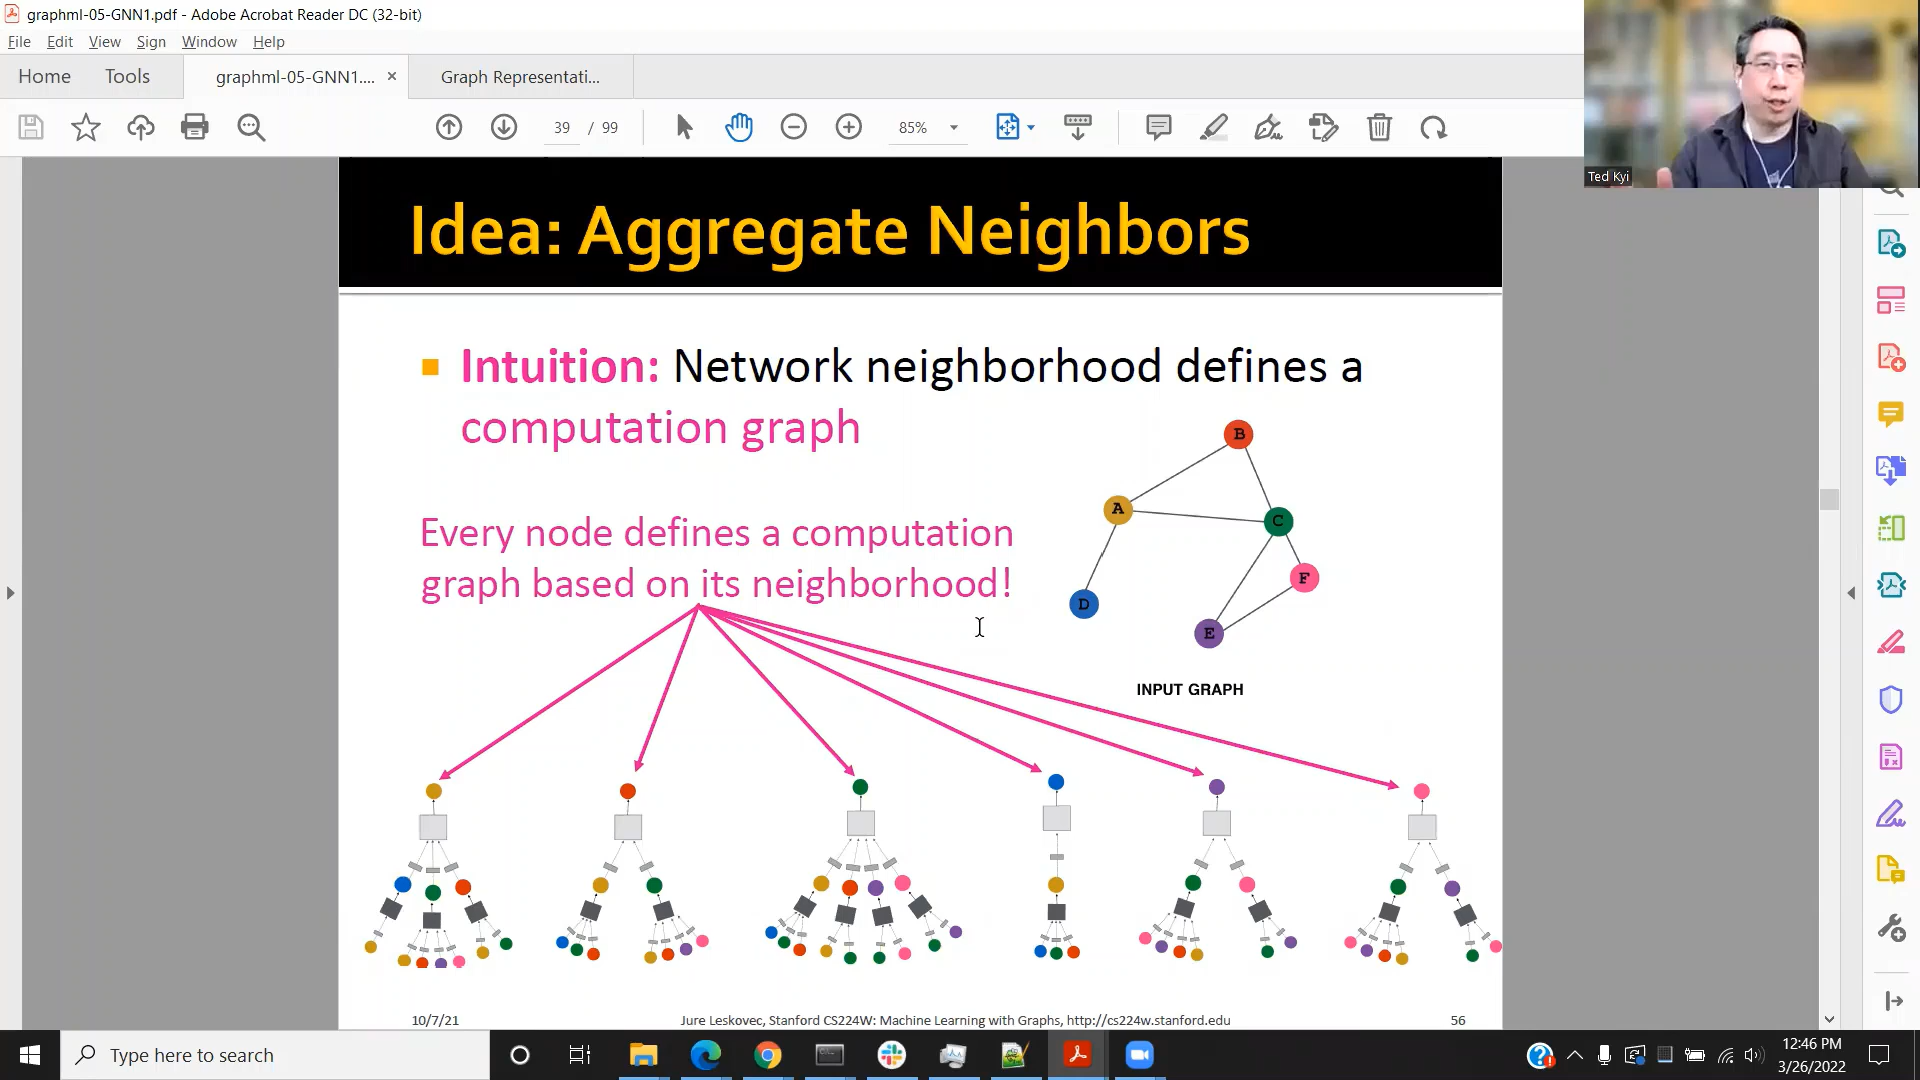 graphml-05-GNN1.pdf - Adobe Acrobat Reader DC (32-bit)
File Edit View Sign Window Help
Home Tools graphml-05-GNN1.... × Graph Representati...
39 / 99 85%
Ted Kyi
Idea: Aggregate Neighbors
Intuition: Network neighborhood defines a
computation graph
Every node defines a computation
graph based on its neighborhood!
B
A
C
F
D
E
INPUT GRAPH
10/7/21 Jure Leskovec, Stanford CS224W: Machine Learning with Graphs, http://cs224w.stanford.edu 56
Type here to search
12:46 PM
3/26/2022